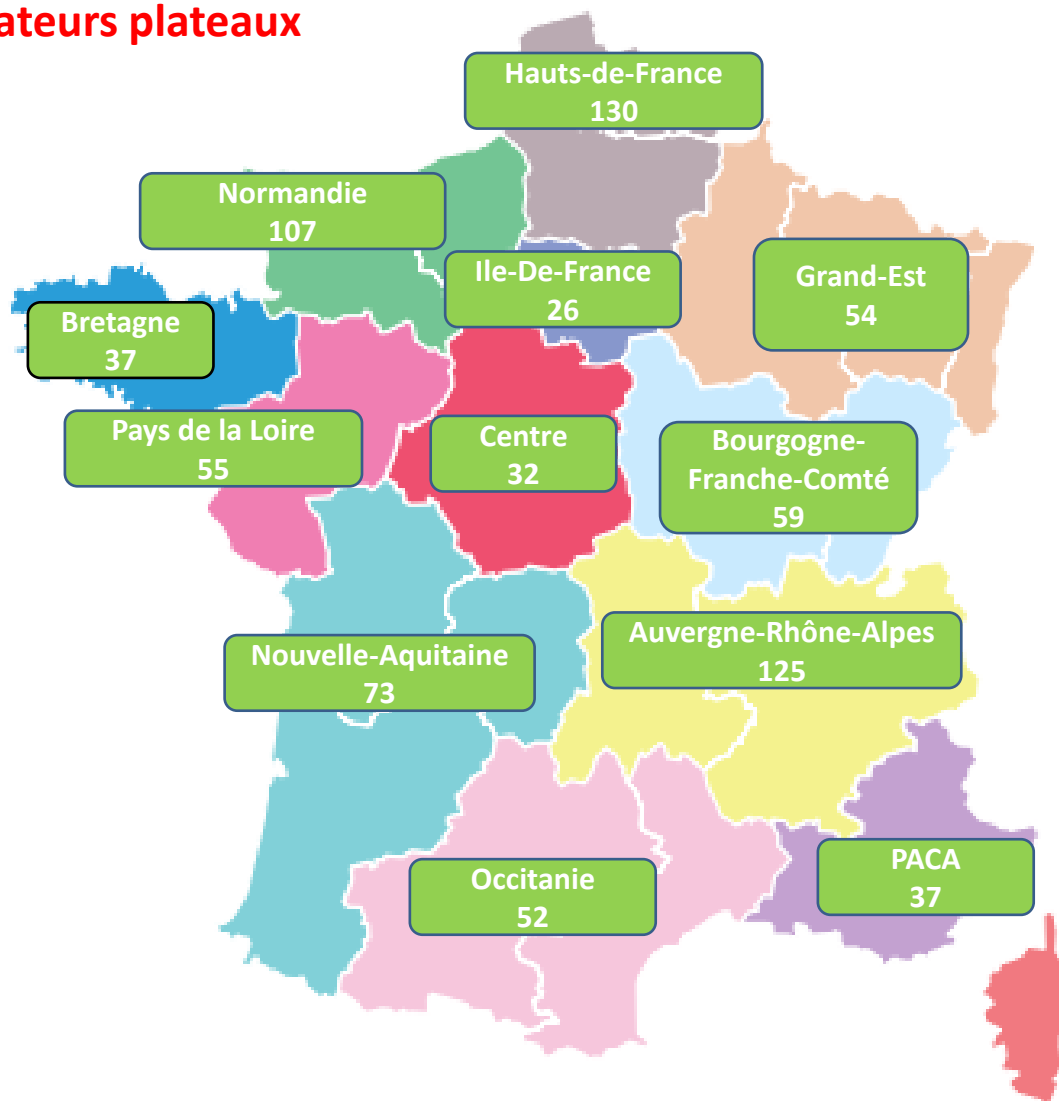 ateurs plateaux
Hauts-de-France
130
Normandie
107
Ile-De-France
26
Grand-Est
54
Bretagne
37
Pays de la Loire
55
Centre
32
Bourgogne-
Franche-Comté
59
Auvergne-Rhône-Alpes
125
Nouvelle-Aquitaine
73
PACA
37
Occitanie
52